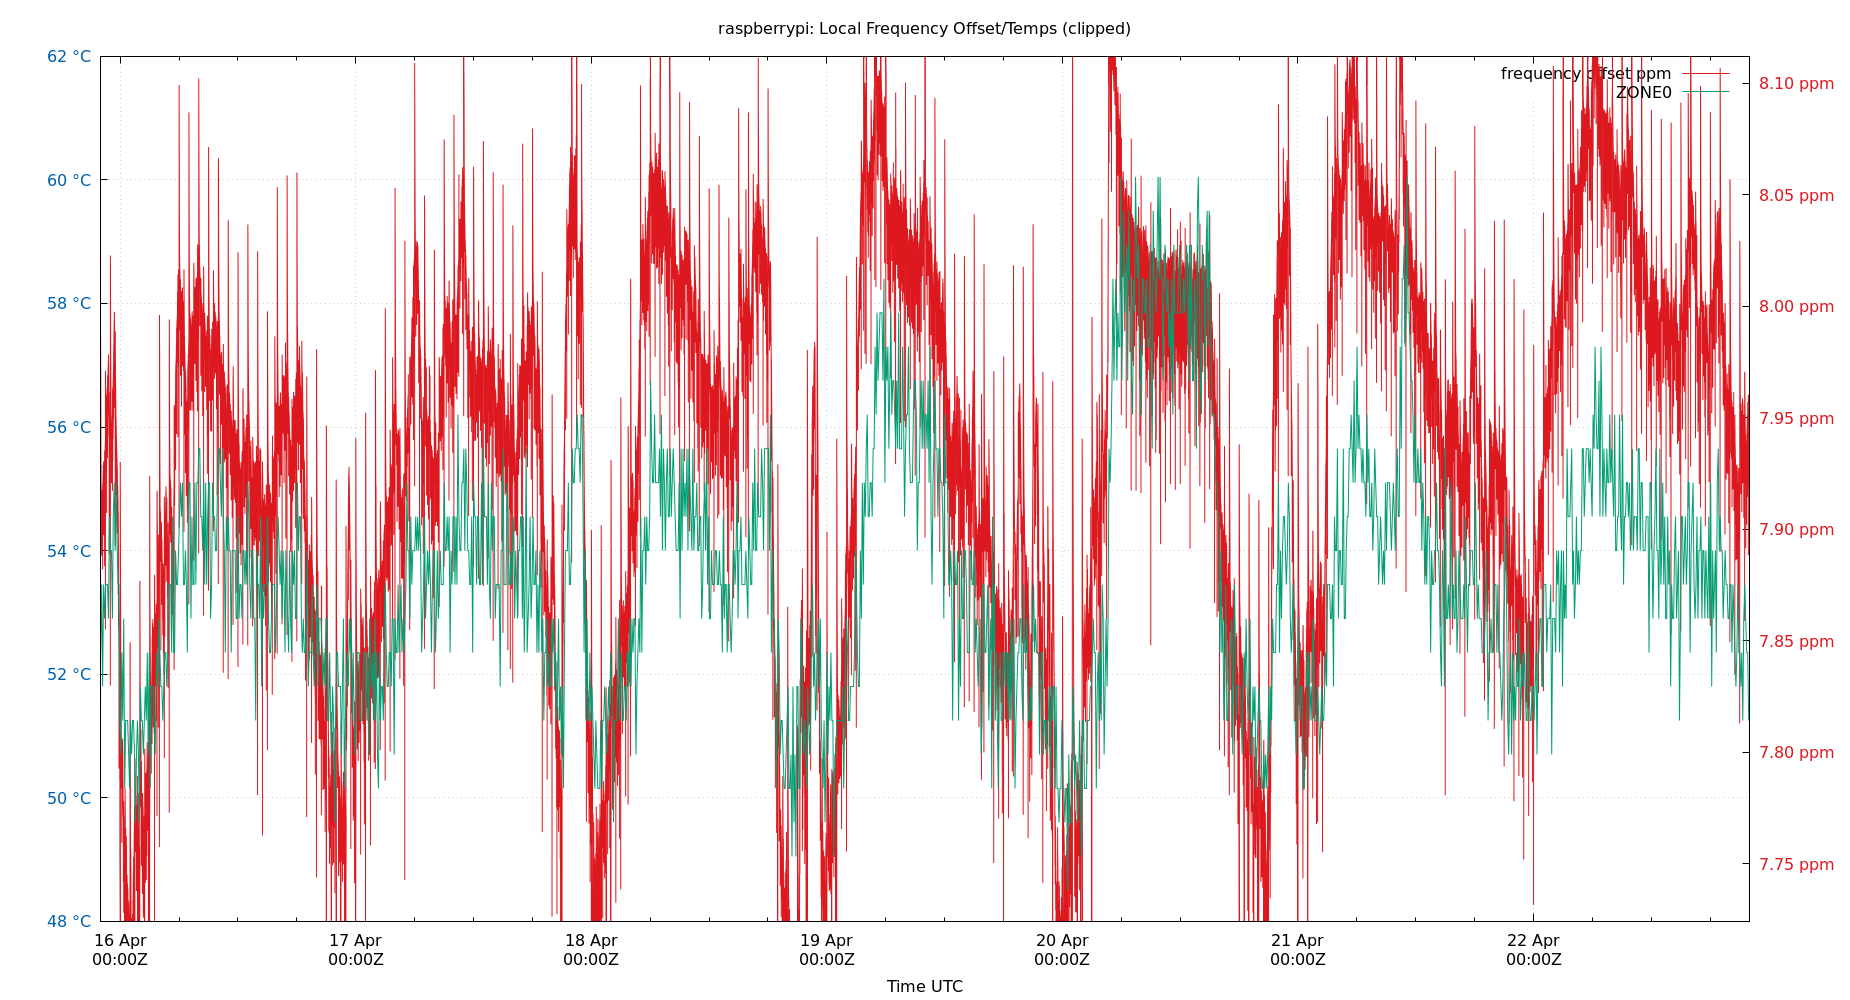 raspberrypi: Local Frequency Offset/Temps (clipped)
62 °C
60 °C
58 °C
56 °C
54 °C
52 °C
50 °C
48 °C
frequency offset ppm
ZONE0
8.10 ppm
8.05 ppm
8.00 ppm
7.95 ppm
7.90 ppm
7.85 ppm
7.80 ppm
7.75 ppm
16 Apr 17 Apr 18 Apr 19 Apr 20 Apr 21 Apr 22 Apr
00:00Z 00:00Z 00:00Z 00:00Z 00:00Z 00:00Z 00:00Z
Time UTC